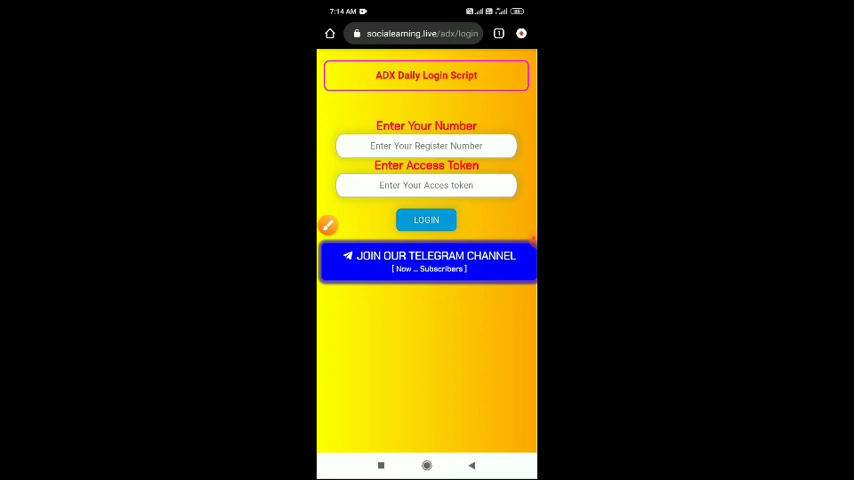 7:14 AM
socialearning.live/adx/login
1
ADX Daily Login Script
Enter Your Number
Enter Your Register Number
Enter Access Token
Enter Your Acces token
LOGIN
JOIN OUR TELEGRAM CHANNEL
[ Now ... Subscribers ]